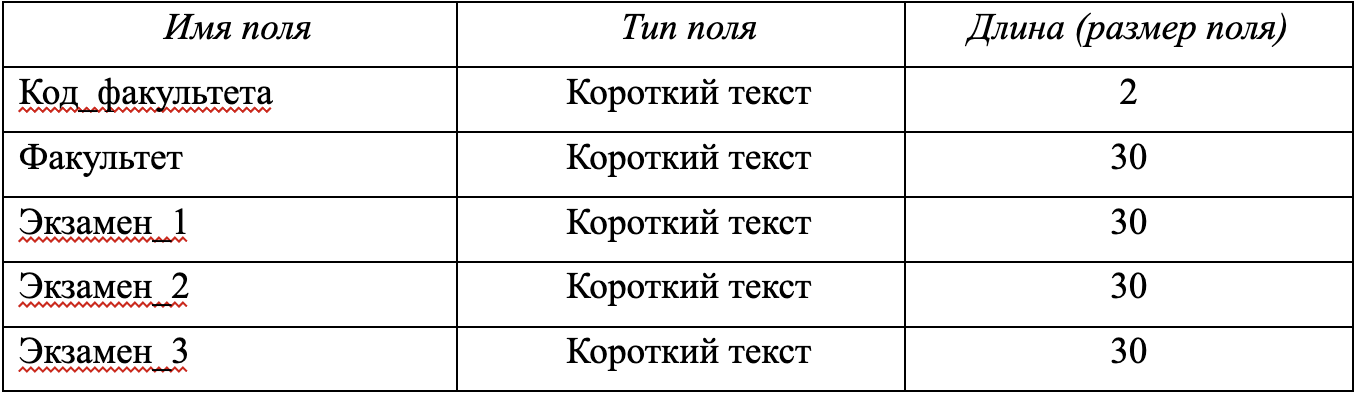 Имя поля Тип поля Длина (размер поля)
Код_факультета Короткий текст 2
Факультет Короткий текст 30
Экзамен_1 Короткий текст 30
Экзамен_2 Короткий текст 30
Экзамен_3 Короткий текст 30